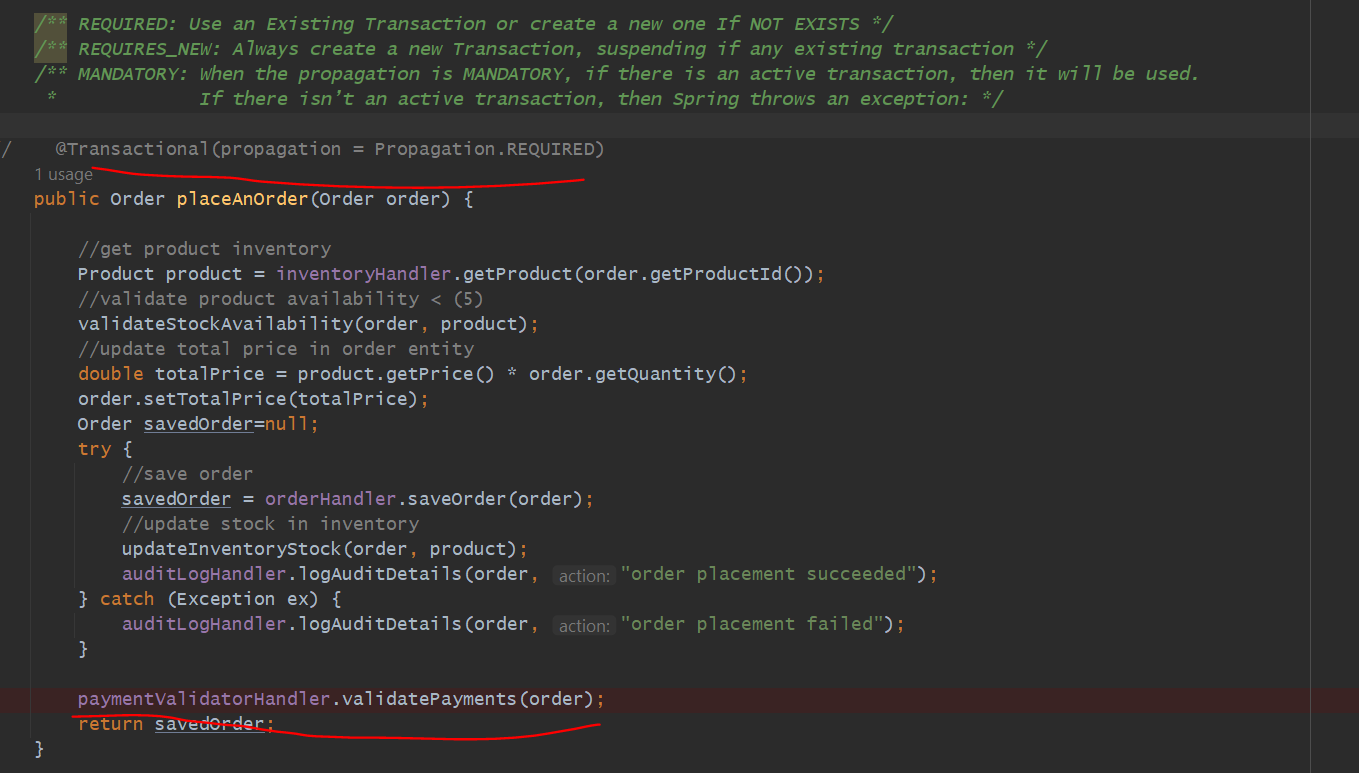 /** REQUIRED: Use an Existing Transaction or create a new one If NOT EXISTS */
/** REQUIRES_NEW: Always create a new Transaction, suspending if any existing transaction */
/** MANDATORY: When the propagation is MANDATORY, if there is an active transaction, then it will be used.
 *             If there isn’t an active transaction, then Spring throws an exception: */
/    @Transactional(propagation = Propagation.REQUIRED)
1 usage
public Order placeAnOrder(Order order) {
    //get product inventory
    Product product = inventoryHandler.getProduct(order.getProductId());
    //validate product availability < (5)
    validateStockAvailability(order, product);
    //update total price in order entity
    double totalPrice = product.getPrice() * order.getQuantity();
    order.setTotalPrice(totalPrice);
    Order savedOrder=null;
    try {
        //save order
        savedOrder = orderHandler.saveOrder(order);
        //update stock in inventory
        updateInventoryStock(order, product);
        auditLogHandler.logAuditDetails(order, action: "order placement succeeded");
    } catch (Exception ex) {
        auditLogHandler.logAuditDetails(order, action: "order placement failed");
    }
    paymentValidatorHandler.validatePayments(order);
    return savedOrder;
}